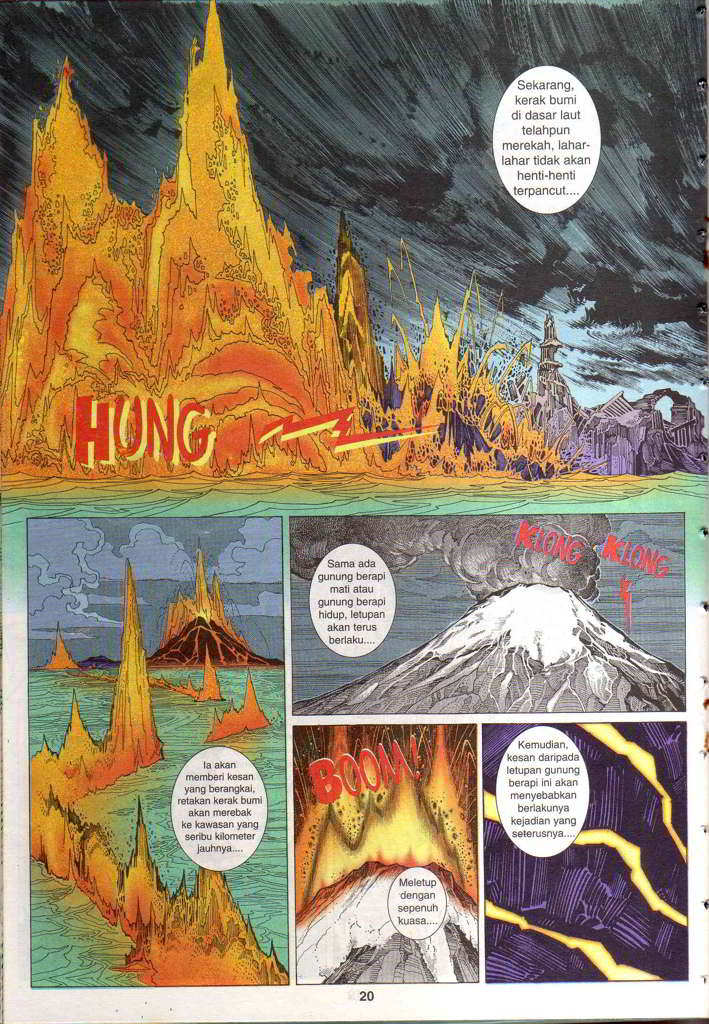 Sekarang,
kerak bumi
di dasar laut
telahpun
merekah, lahar-
lahar tidak akan
henti-henti
terpancut....
HUNG
Sama ada
gunung berapi
mati atau
gunung berapi
hidup, letupan
akan terus
berlaku....
KLONG KLONG
Ia akan
memberi kesan
yang berangkai,
retakan kerak bumi
akan merebak
ke kawasan yang
seribu kilometer
jauhnya....
BOOM!
Meletup
dengan
sepenuh
kuasa....
Kemudian,
kesan daripada
letupan gunung
berapi ini akan
menyebabkan
berlakunya
kejadian yang
seterusnya....
20